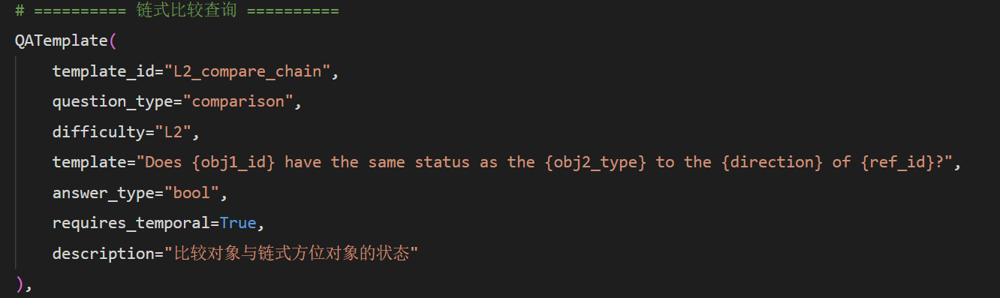 # ========== 链式比较查询 ==========
QATemplate(
    template_id="L2_compare_chain",
    question_type="comparison",
    difficulty="L2",
    template="Does {obj1_id} have the same status as the {obj2_type} to the {direction} of {ref_id}?",
    answer_type="bool",
    requires_temporal=True,
    description="比较对象与链式方位对象的状态"
),